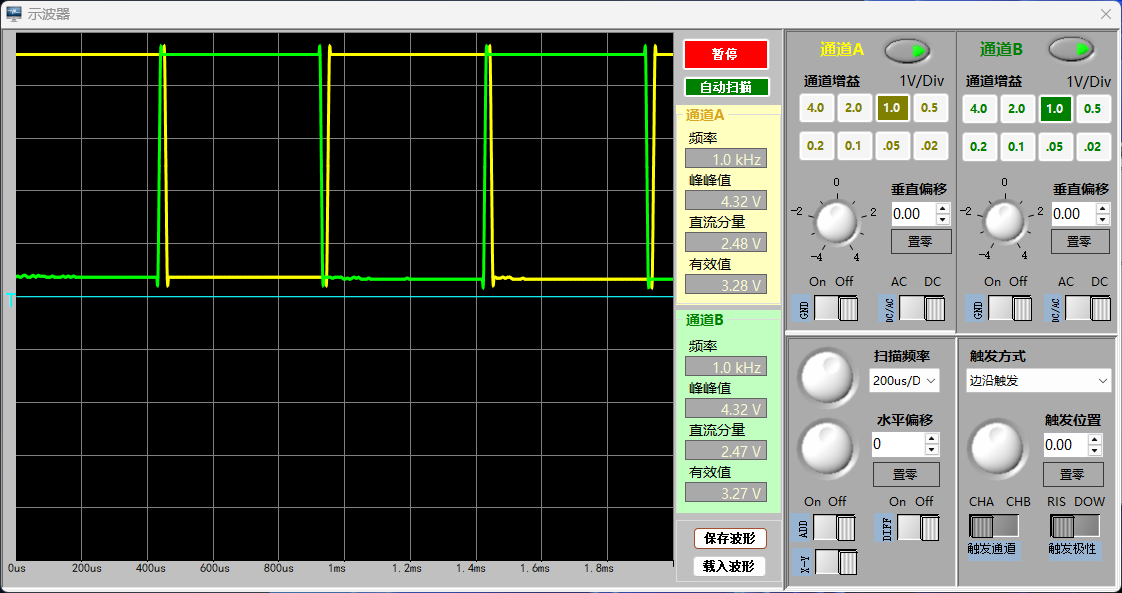 示波器
T
0us 200us 400us 600us 800us 1ms 1.2ms 1.4ms 1.6ms 1.8ms
暂停
自动扫描
通道A
频率
1.0 kHz
峰峰值
4.32 V
直流分量
2.48 V
有效值
3.28 V
通道B
频率
1.0 kHz
峰峰值
4.32 V
直流分量
2.47 V
有效值
3.27 V
保存波形
载入波形
通道A
通道增益 1V/Div
4.0 2.0 1.0 0.5
0.2 0.1 .05 .02
0
-2 2
-4 4
垂直偏移
0.00
置零
On Off AC DC
GND DC/AC
通道B
通道增益 1V/Div
4.0 2.0 1.0 0.5
0.2 0.1 .05 .02
0
-2 2
-4 4
垂直偏移
0.00
置零
On Off AC DC
GND DC/AC
扫描频率
200us/D
水平偏移
0
置零
On Off On Off
ADD DIFF
X-Y
触发方式
边沿触发
触发位置
0.00
置零
CHA CHB RIS DOW
触发通道 触发极性